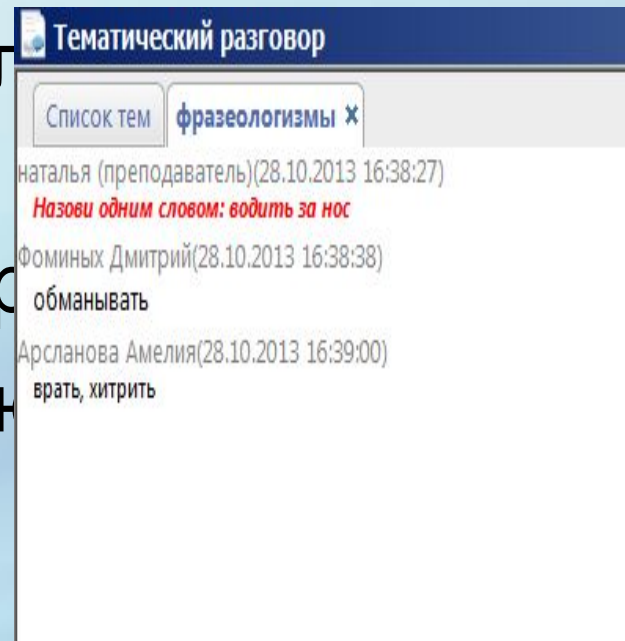 Тематический разговор
Список тем фразеологизмы
наталья (преподаватель)(28.10.2013 16:38:27)
Назови одним словом: водить за нос
Фоминых Дмитрий(28.10.2013 16:38:38)
обманывать
Арсланова Амелия(28.10.2013 16:39:00)
врать, хитрить